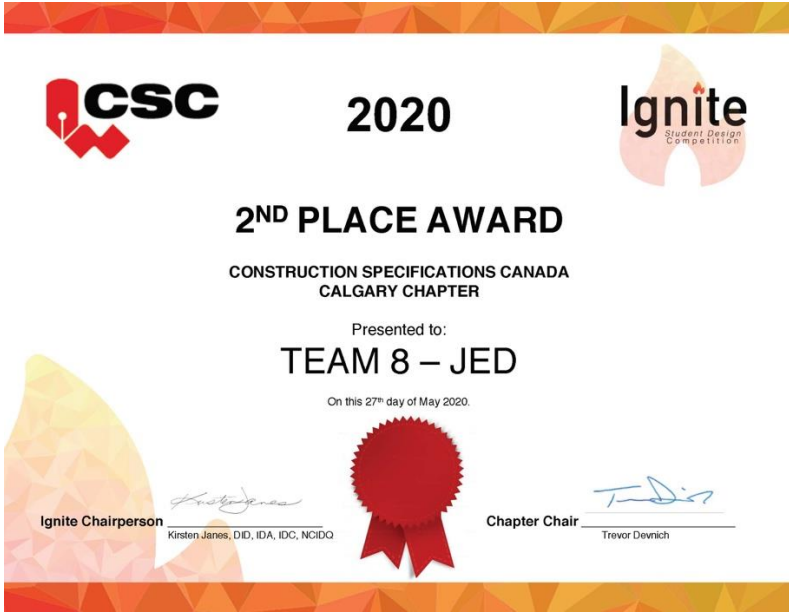 CSC
2020
Ignite
Student Design
Competition
2ND PLACE AWARD
CONSTRUCTION SPECIFICATIONS CANADA
CALGARY CHAPTER
Presented to:
TEAM 8 – JED
On this 27th day of May 2020.
Ignite Chairperson
Kirsten Janes, DID, IDA, IDC, NCIDQ
Chapter Chair
Trevor Devnich